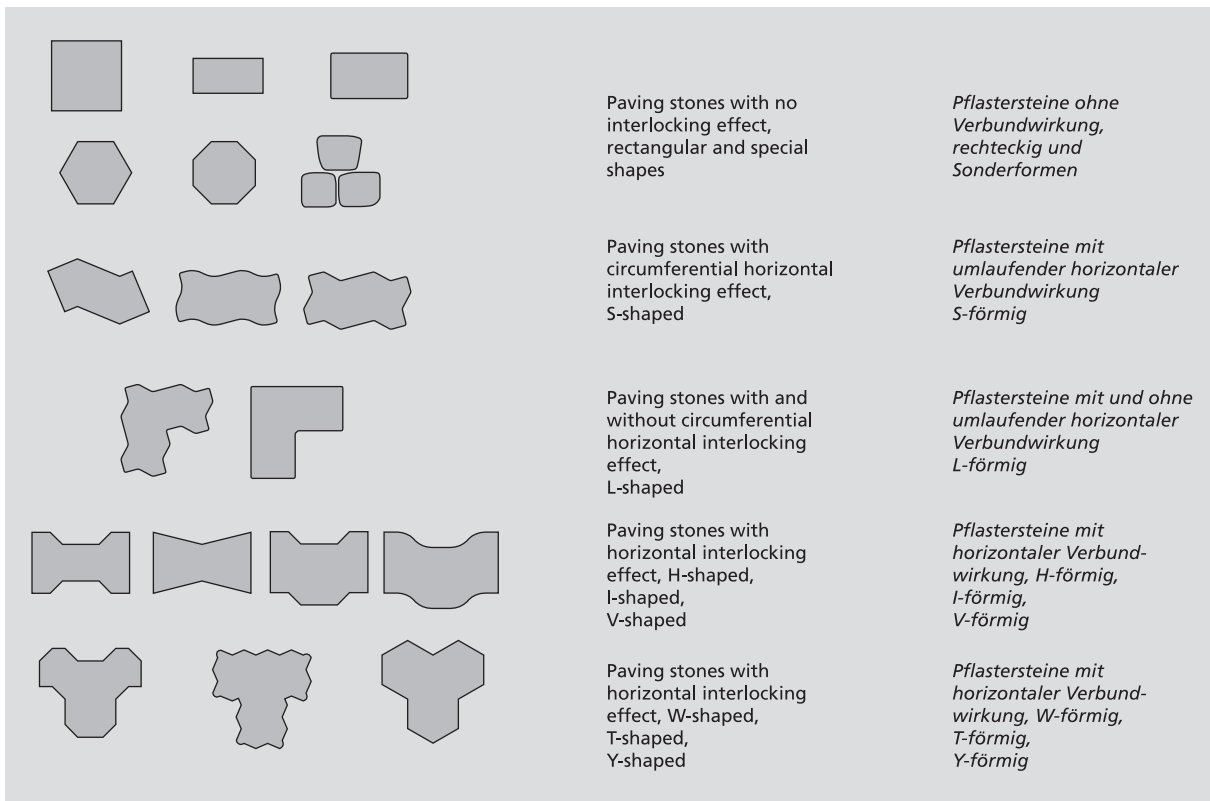 Paving stones with no
interlocking effect,
rectangular and special
shapes
Pflastersteine ohne
Verbundwirkung,
rechteckig und
Sonderformen
Paving stones with
circumferential horizontal
interlocking effect,
S-shaped
Pflastersteine mit
umlaufender horizontaler
Verbundwirkung
S-förmig
Paving stones with and
without circumferential
horizontal interlocking
effect,
L-shaped
Pflastersteine mit und ohne
umlaufender horizontaler
Verbundwirkung
L-förmig
Paving stones with
horizontal interlocking
effect, H-shaped,
I-shaped,
V-shaped
Pflastersteine mit
horizontaler Verbund-
wirkung, H-förmig,
I-förmig,
V-förmig
Paving stones with
horizontal interlocking
effect, W-shaped,
T-shaped,
Y-shaped
Pflastersteine mit
horizontaler Verbund-
wirkung, W-förmig,
T-förmig,
Y-förmig